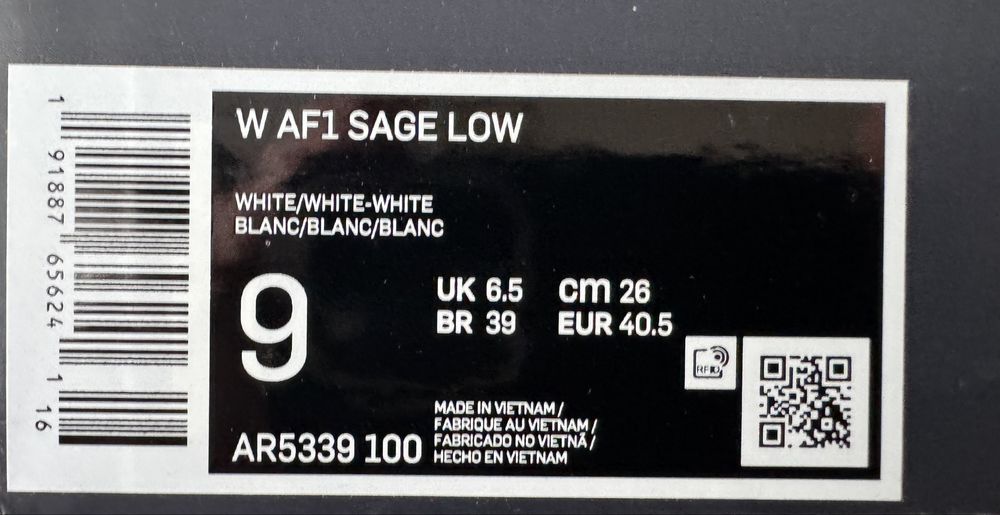 W AF1 SAGE LOW
WHITE/WHITE-WHITE
BLANC/BLANC/BLANC
9
UK 6.5 cm 26
BR 39 EUR 40.5
RFID
AR5339 100
MADE IN VIETNAM /
FABRIQUE AU VIETNAM /
FABRICADO NO VIETNÃ /
HECHO EN VIETNAM
1 91887 65624 1 16